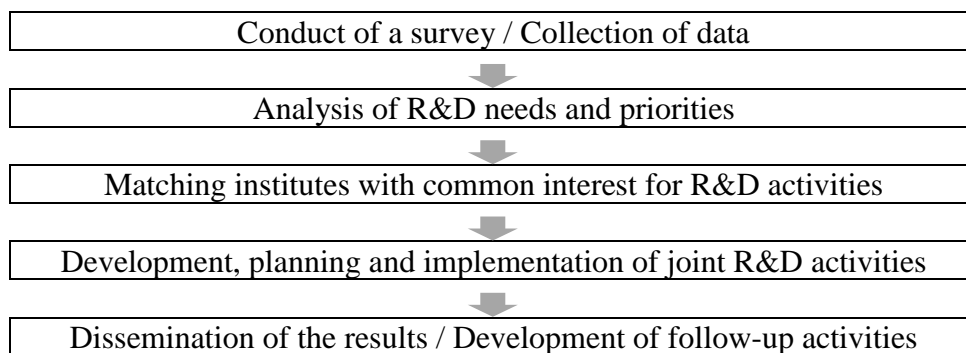 Conduct of a survey / Collection of data
Analysis of R&D needs and priorities
Matching institutes with common interest for R&D activities
Development, planning and implementation of joint R&D activities
Dissemination of the results / Development of follow-up activities